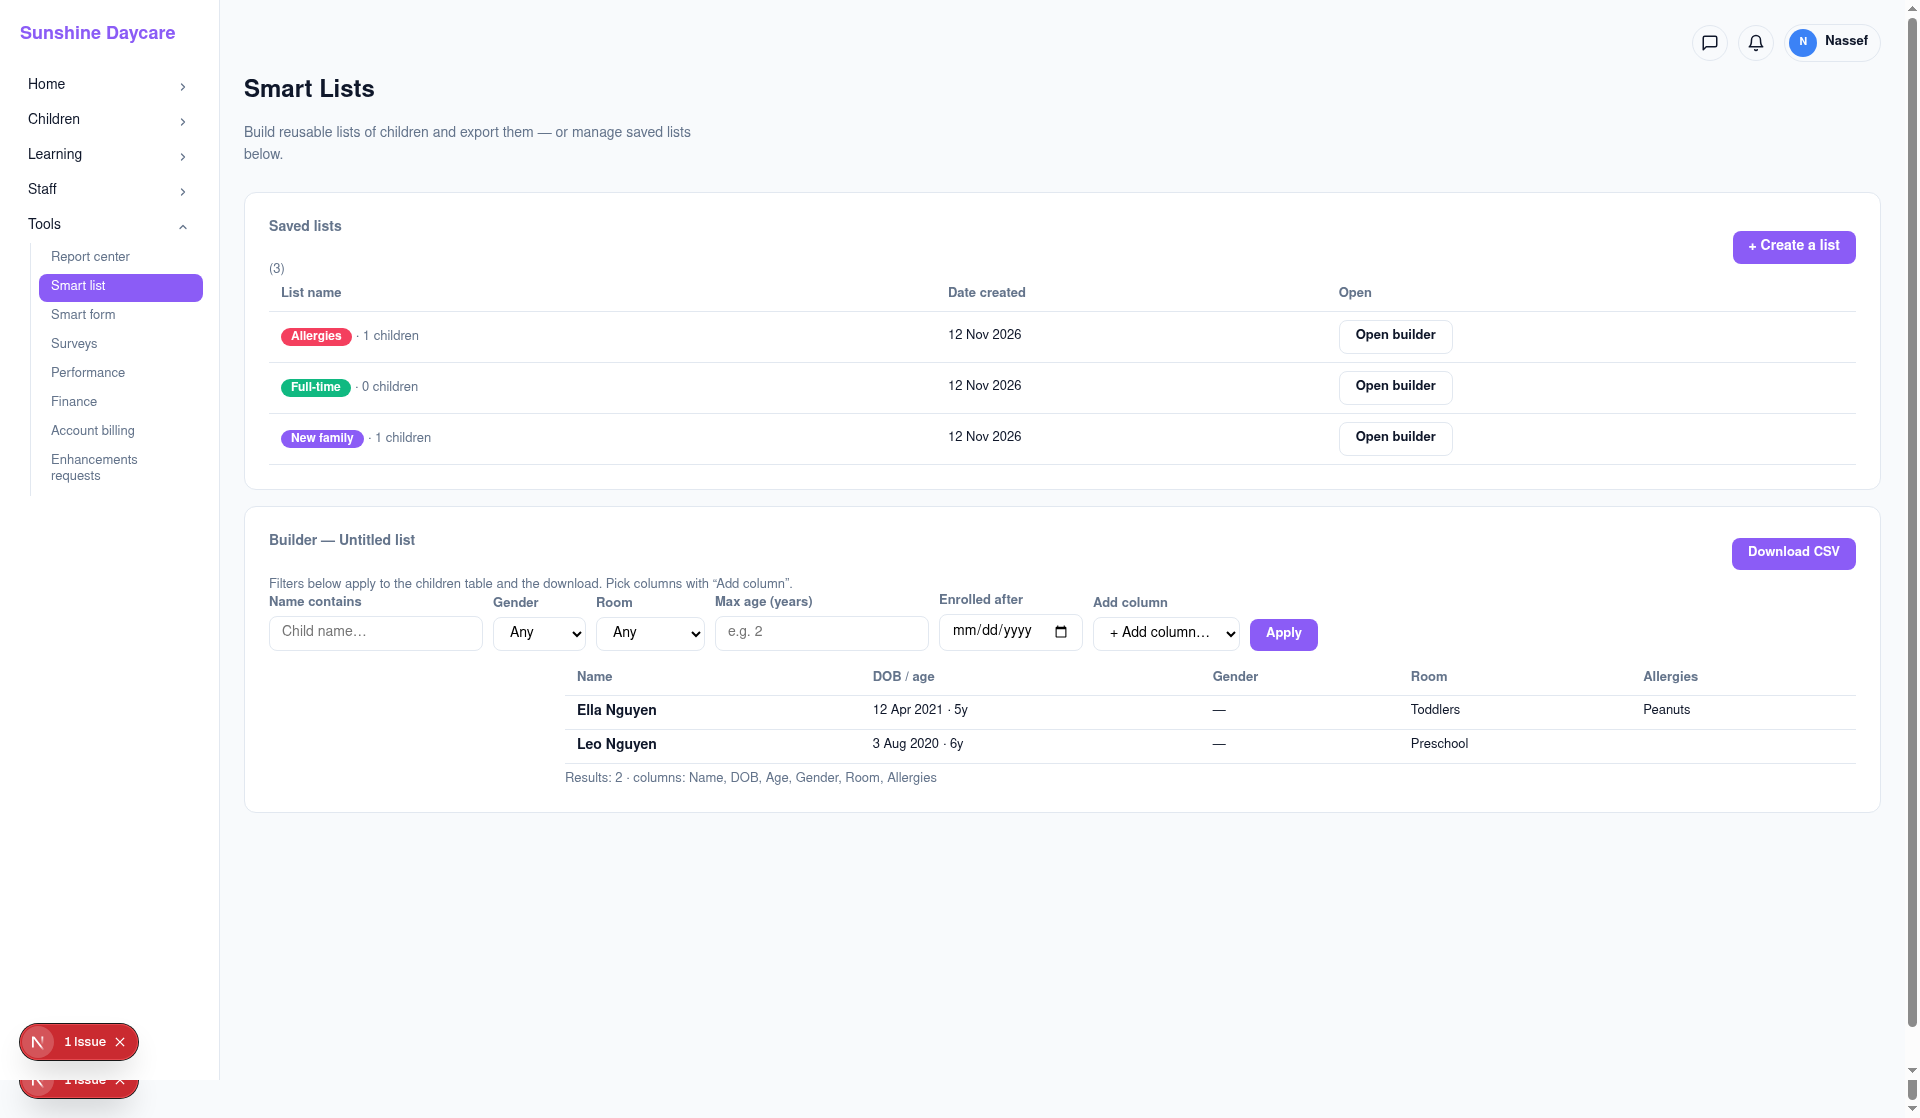 Sunshine Daycare
N
Nassef
Home
Children
Learning
Staff
Tools
Report center
Smart list
Smart form
Surveys
Performance
Finance
Account billing
Enhancements
requests
Smart Lists
Build reusable lists of children and export them — or manage saved lists
below.
Saved lists
+ Create a list
(3)
List name Date created Open
Allergies · 1 children 12 Nov 2026 Open builder
Full-time · 0 children 12 Nov 2026 Open builder
New family · 1 children 12 Nov 2026 Open builder
Builder — Untitled list
Download CSV
Filters below apply to the children table and the download. Pick columns with “Add column”.
Name contains Gender Room Max age (years) Enrolled after Add column
Child name… Any Any e.g. 2 mm/dd/yyyy + Add column… Apply
Name DOB / age Gender Room Allergies
Ella Nguyen 12 Apr 2021 · 5y — Toddlers Peanuts
Leo Nguyen 3 Aug 2020 · 6y — Preschool
Results: 2 · columns: Name, DOB, Age, Gender, Room, Allergies
N 1 Issue
N 1 Issue